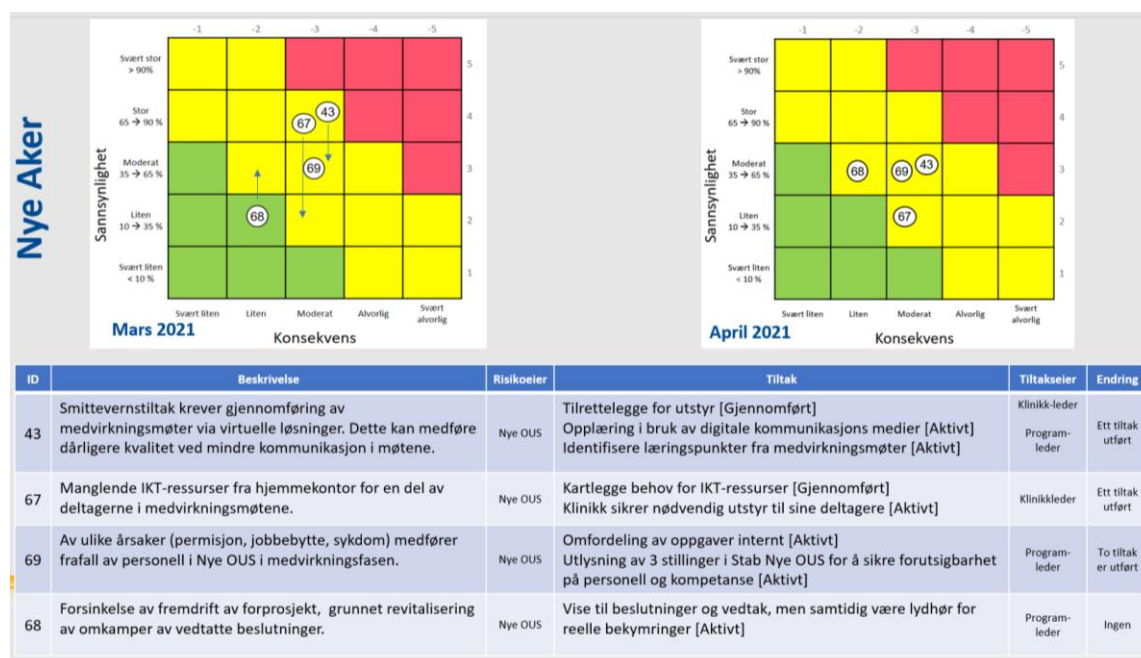 Nye Aker
-1 -2 -3 -4 -5
Svært stor
> 90%
5
Stor
65 → 90 %
4
43
67
Moderat
35 → 65 %
3
69
Liten
10 → 35 %
2
68
Svært liten
< 10 %
1
Sannsynlighet
Svært liten Liten Moderat Alvorlig Svært
alvorlig
Mars 2021
Konsekvens
-1 -2 -3 -4 -5
Svært stor
> 90%
5
Stor
65 → 90 %
4
Moderat
35 → 65 %
3
68 69 43
Liten
10 → 35 %
2
67
Svært liten
< 10 %
1
Sannsynlighet
Svært liten Liten Moderat Alvorlig Svært
alvorlig
April 2021
Konsekvens
ID Beskrivelse Risikoeier Tiltak Tiltakseier Endring
43
Smittevernstiltak krever gjennomføring av
medvirkningsmøter via virtuelle løsninger. Dette kan medføre
dårligere kvalitet ved mindre kommunikasjon i møtene.
Nye OUS
Tilrettelegge for utstyr [Gjennomført]
Opplæring i bruk av digitale kommunikasjons medier [Aktivt]
Identifisere læringspunkter fra medvirkningsmøter [Aktivt]
Klinikk-leder
Program-
leder
Ett tiltak
utført
67
Manglende IKT-ressurser fra hjemmekontor for en del av
deltagerne i medvirkningsmøtene.
Nye OUS
Kartlegge behov for IKT-ressurser [Gjennomført]
Klinikk sikrer nødvendig utstyr til sine deltagere [Aktivt]
Klinikkleder
Ett tiltak
utført
69
Av ulike årsaker (permisjon, jobbebytte, sykdom) medfører
frafall av personell i Nye OUS i medvirkningsfasen.
Nye OUS
Omfordeling av oppgaver internt [Aktivt]
Utlysning av 3 stillinger i Stab Nye OUS for å sikre forutsigbarhet
på personell og kompetanse [Aktivt]
Program-
leder
To tiltak
er utført
68
Forsinkelse av fremdrift av forprosjekt, grunnet revitalisering
av omkamper av vedtatte beslutninger.
Nye OUS
Vise til beslutninger og vedtak, men samtidig være lydhør for
reelle bekymringer [Aktivt]
Program-
leder
Ingen